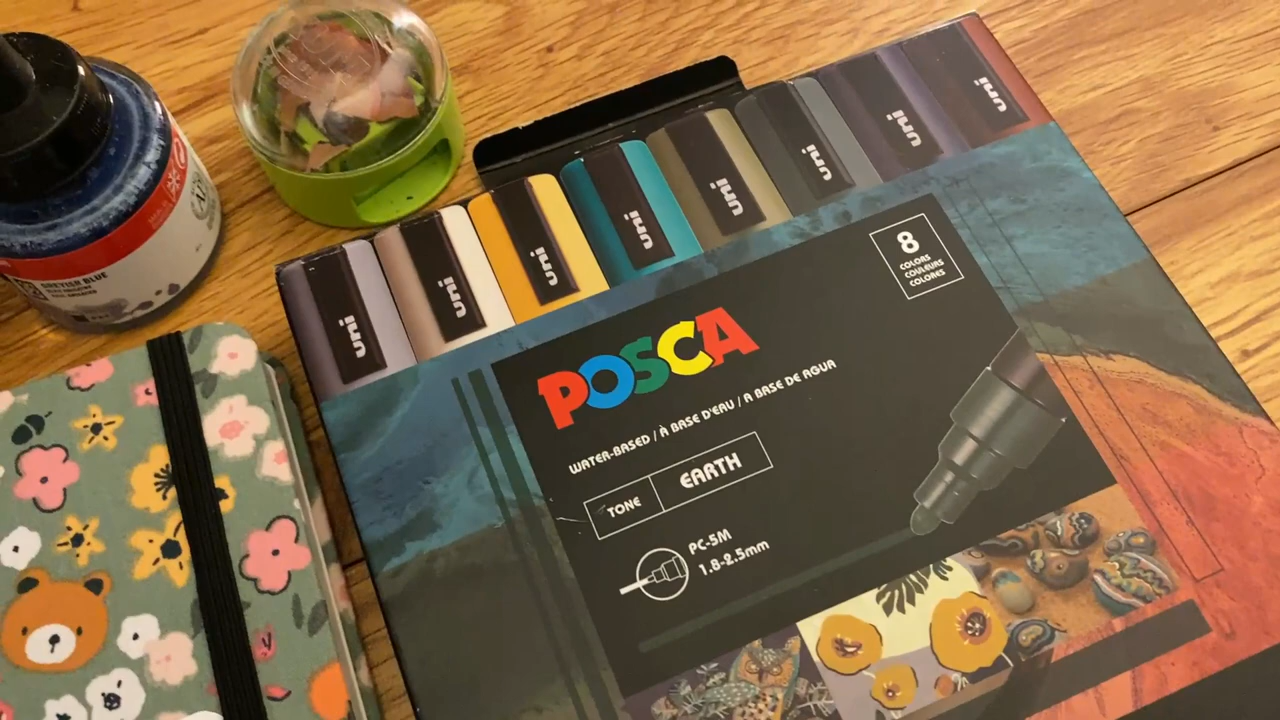 uni
uni
uni
uni
uni
uni
uni
uni
8
COLORS
COULEURS
COLORES
POSCA
WATER-BASED / À BASE D'EAU / A BASE DE AGUA
TONE EARTH
PC-5M
1.8-2.5mm
GREYISH BLUE